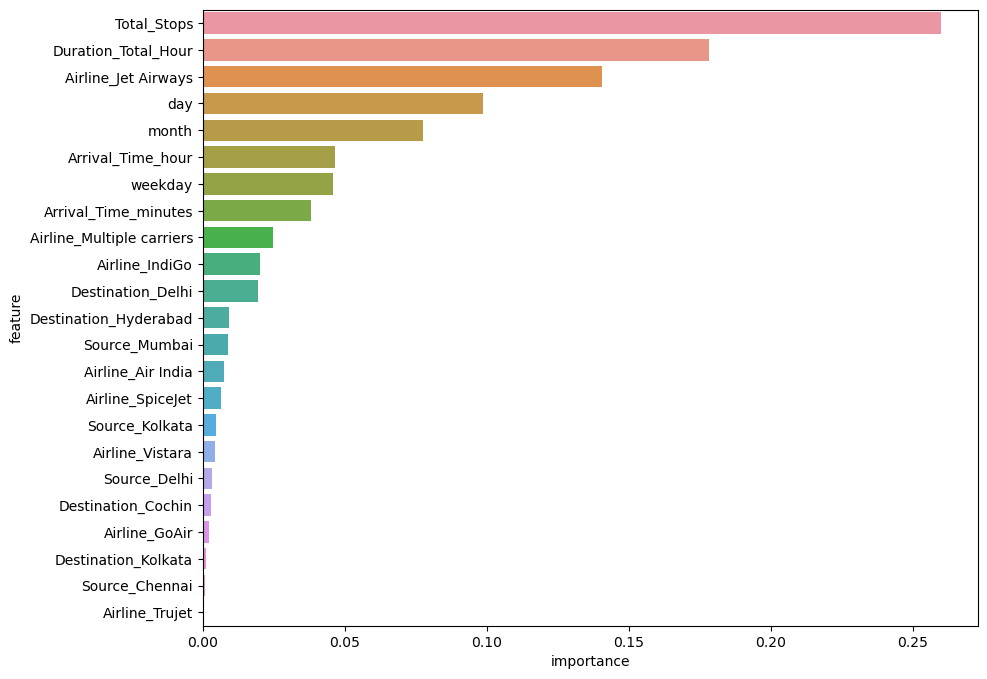 Total_Stops
Duration_Total_Hour
Airline_Jet Airways
day
month
Arrival_Time_hour
weekday
Arrival_Time_minutes
Airline_Multiple carriers
Airline_IndiGo
Destination_Delhi
Destination_Hyderabad
Source_Mumbai
Airline_Air India
Airline_SpiceJet
Source_Kolkata
Airline_Vistara
Source_Delhi
Destination_Cochin
Airline_GoAir
Destination_Kolkata
Source_Chennai
Airline_Trujet
feature
0.00 0.05 0.10 0.15 0.20 0.25
importance